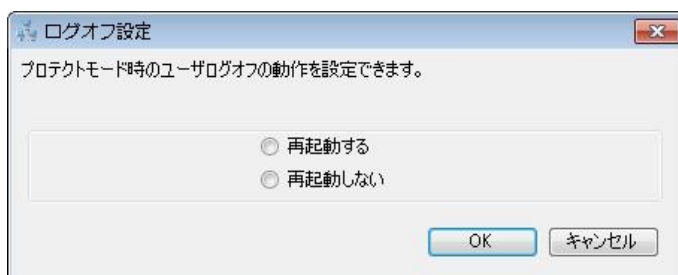 ログオフ設定
プロテクトモード時のユーザログオフの動作を設定できます。
再起動する
再起動しない
OK
キャンセル